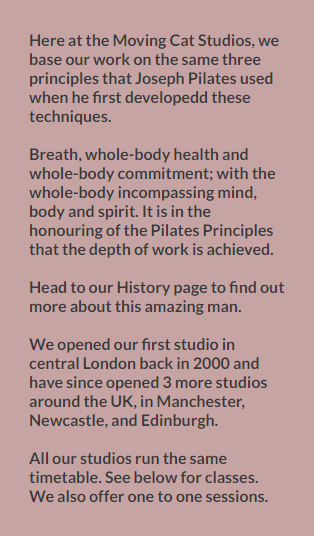 Here at the Moving Cat Studios, we
base our work on the same three
principles that Joseph Pilates used
when he first developedd these
techniques.
Breath, whole-body health and
whole-body commitment; with the
whole-body incompassing mind,
body and spirit. It is in the
honouring of the Pilates Principles
that the depth of work is achieved.
Head to our History page to find out
more about this amazing man.
We opened our first studio in
central London back in 2000 and
have since opened 3 more studios
around the UK, in Manchester,
Newcastle, and Edinburgh.
All our studios run the same
timetable. See below for classes.
We also offer one to one sessions.